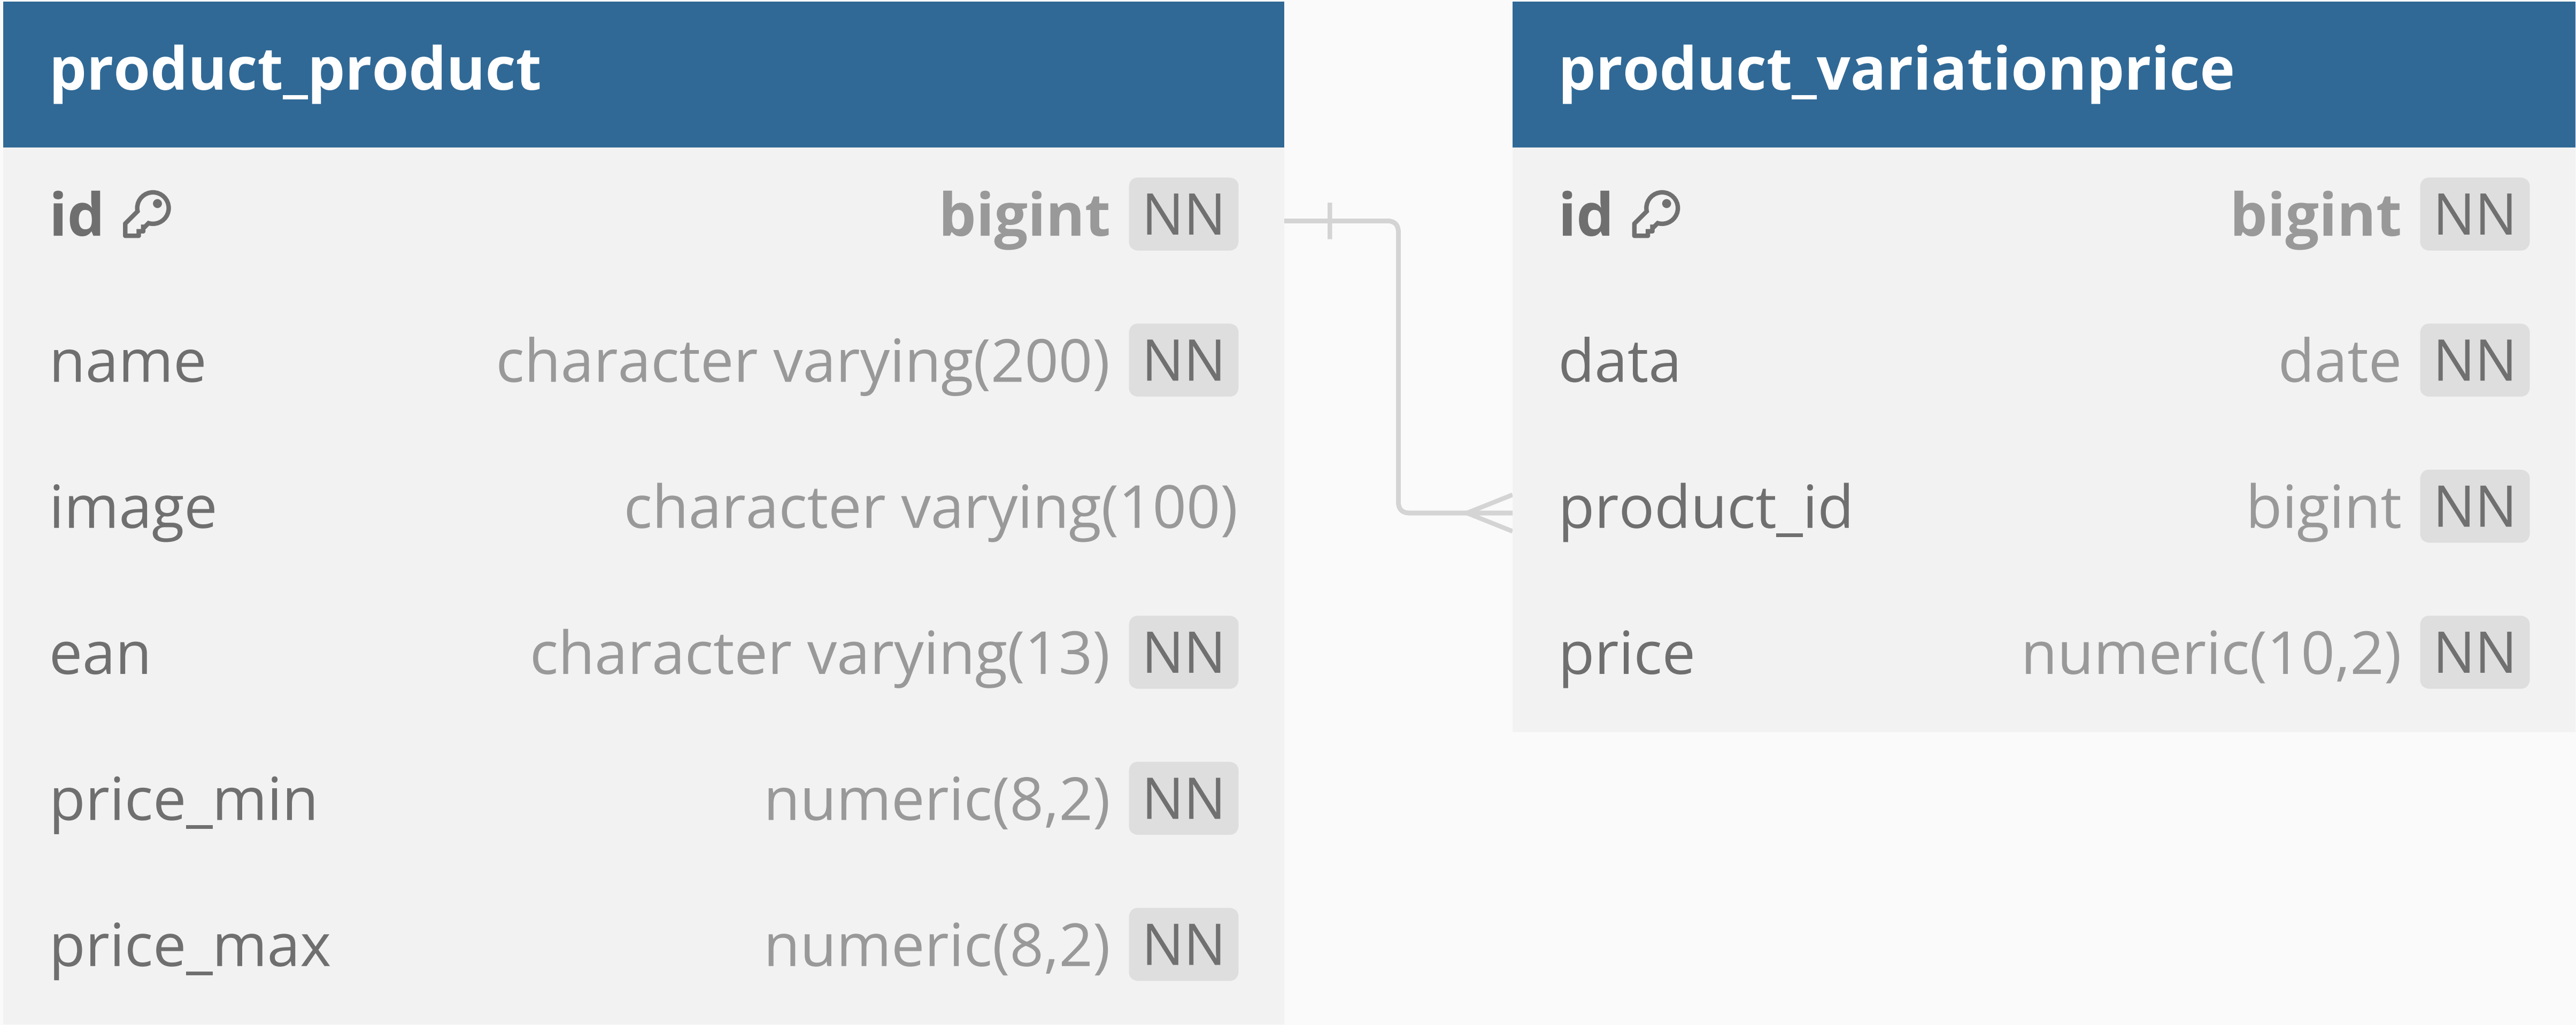 product_product
id bigint NN
name character varying(200) NN
image character varying(100)
ean character varying(13) NN
price_min numeric(8,2) NN
price_max numeric(8,2) NN
product_variationprice
id bigint NN
data date NN
product_id bigint NN
price numeric(10,2) NN